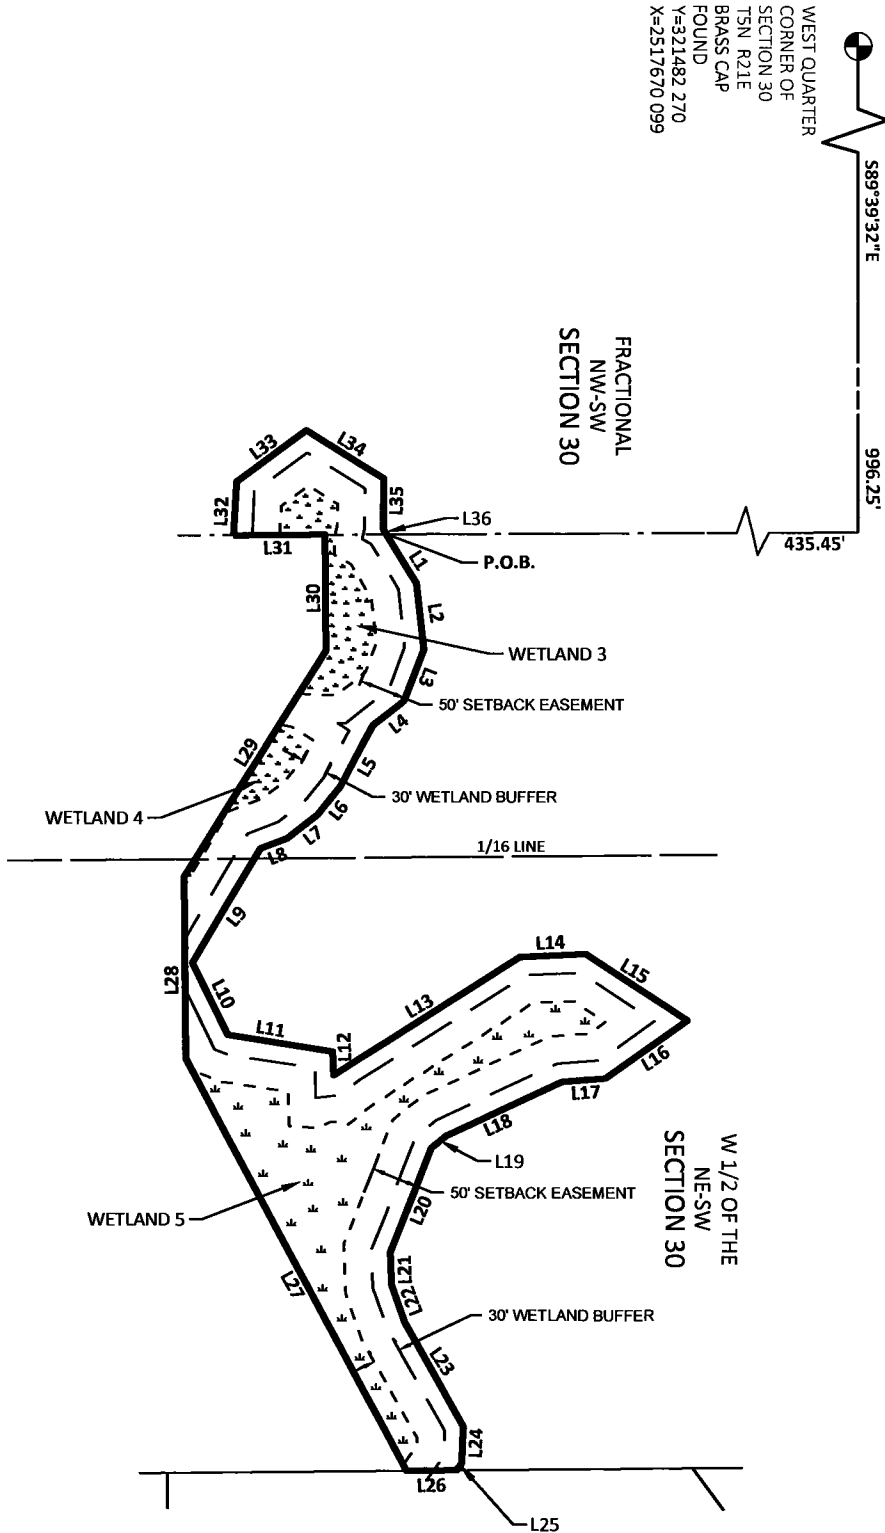 WEST QUARTER
CORNER OF
SECTION 30
T5N R21E
BRASS CAP
FOUND
Y=321482 270
X=2517670 099
S89°39'32"E
996.25'
435.45'
FRACTIONAL
NW-SW
SECTION 30
L33
L34
L35
L32
L36
L31
P.O.B.
L1
L30
L2
WETLAND 3
L3
50' SETBACK EASEMENT
L4
L29
L5
30' WETLAND BUFFER
L6
WETLAND 4
L7
L8
1/16 LINE
L9
L14
L15
L28
L10
L13
L11
L12
L16
L17
L18
W 1/2 OF THE
NE-SW
SECTION 30
L19
50' SETBACK EASEMENT
L20
WETLAND 5
L21
L22
L27
30' WETLAND BUFFER
L23
L24
L26
L25